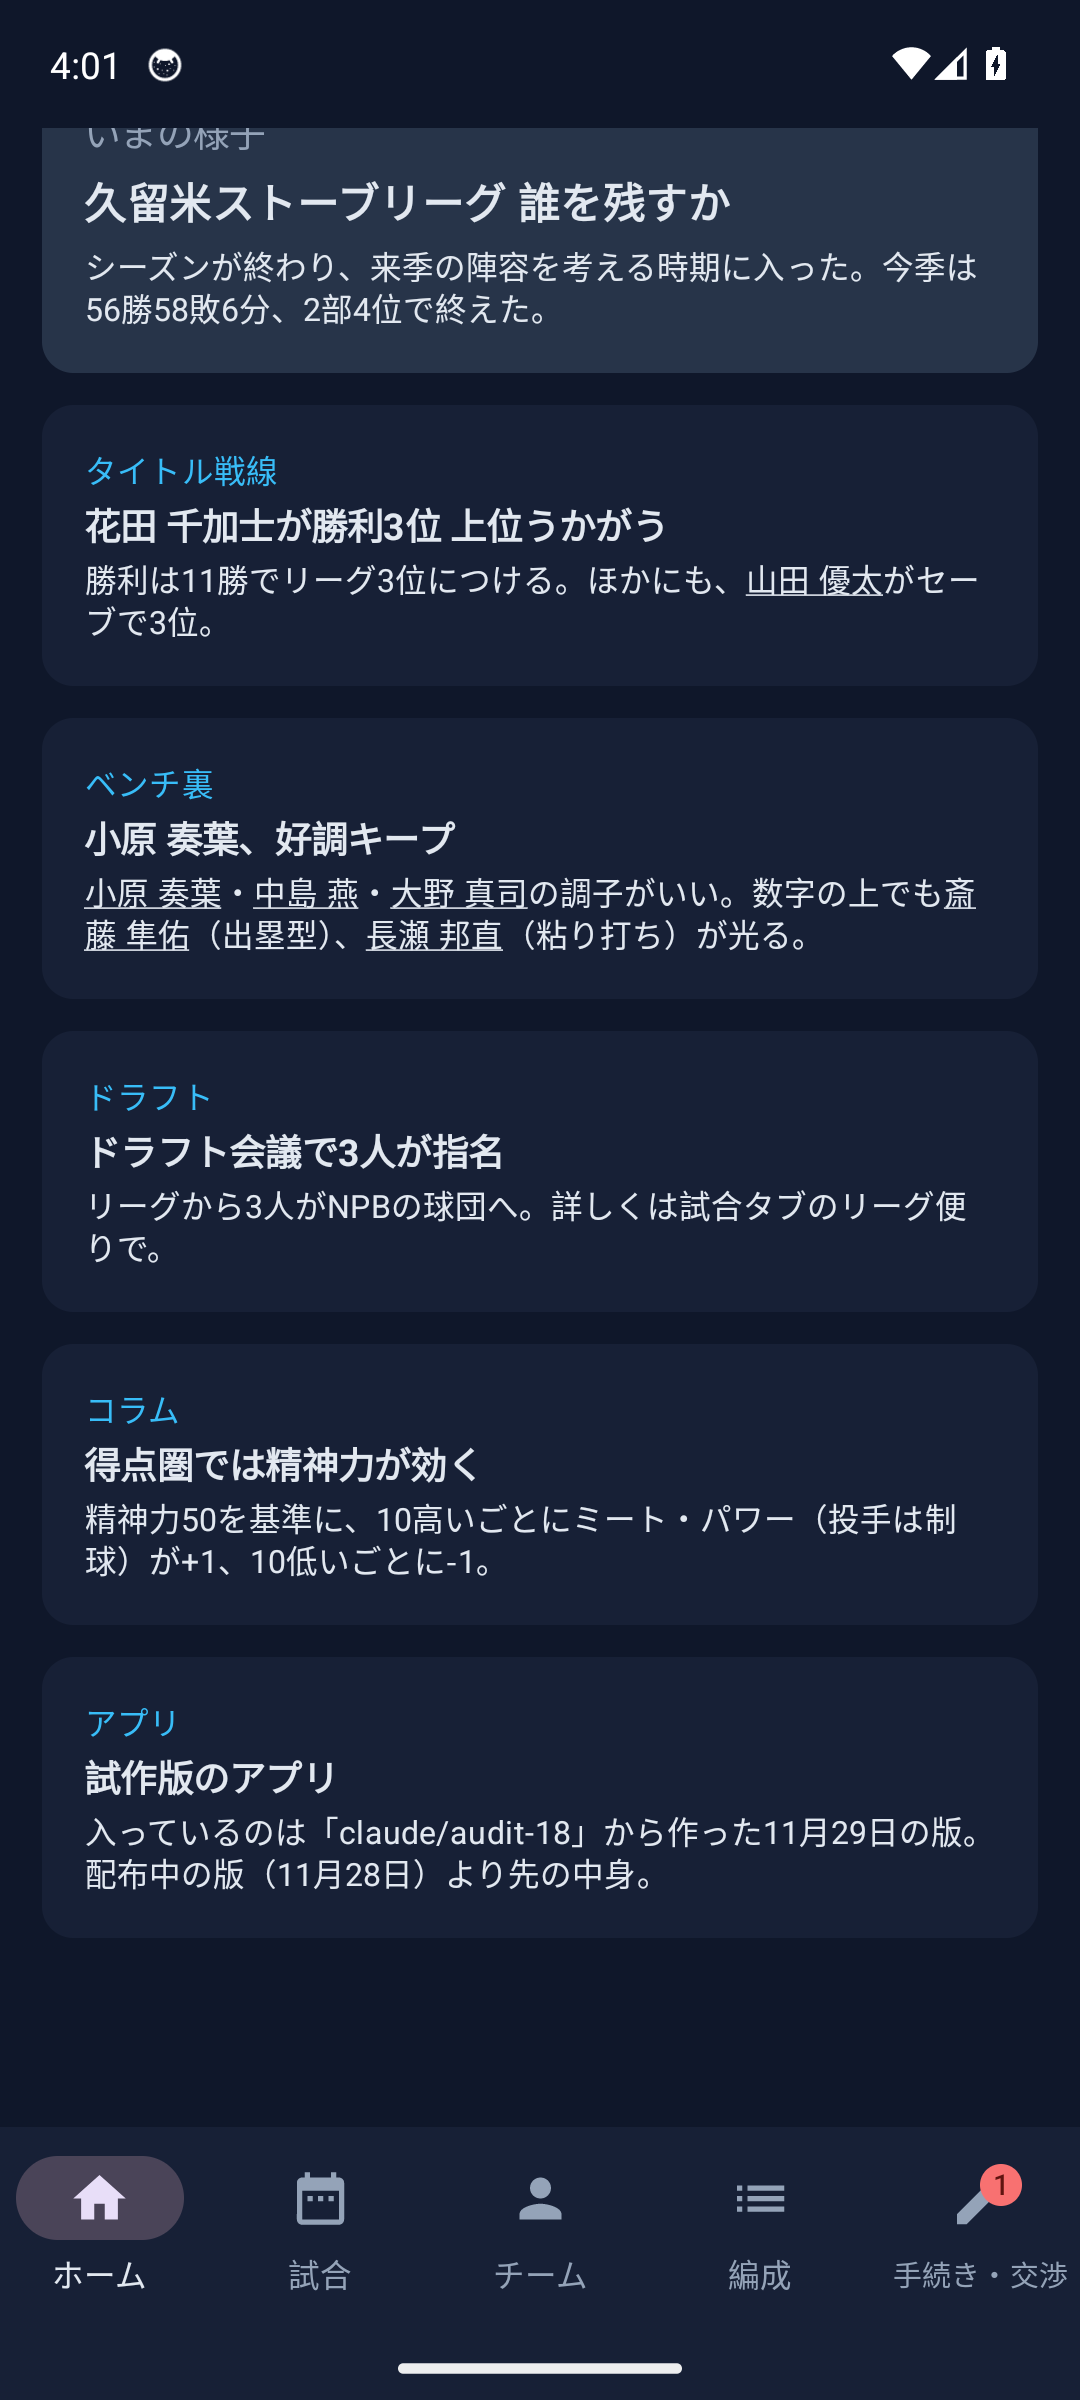 4:01
いまの様子
久留米ストーブリーグ 誰を残すか
シーズンが終わり、来季の陣容を考える時期に入った。今季は
56勝58敗6分、2部4位で終えた。
タイトル戦線
花田 千加士が勝利3位 上位うかがう
勝利は11勝でリーグ3位につける。ほかにも、山田 優太がセー
ブで3位。
ベンチ裏
小原 奏葉、好調キープ
小原 奏葉・中島 燕・大野 真司の調子がいい。数字の上でも斎
藤 隼佑（出塁型）、長瀬 邦直（粘り打ち）が光る。
ドラフト
ドラフト会議で3人が指名
リーグから3人がNPBの球団へ。詳しくは試合タブのリーグ便
りで。
コラム
得点圏では精神力が効く
精神力50を基準に、10高いごとにミート・パワー（投手は制
球）が+1、10低いごとに-1。
アプリ
試作版のアプリ
入っているのは「claude/audit-18」から作った11月29日の版。
配布中の版（11月28日）より先の中身。
1
ホーム
試合
チーム
編成
手続き・交渉